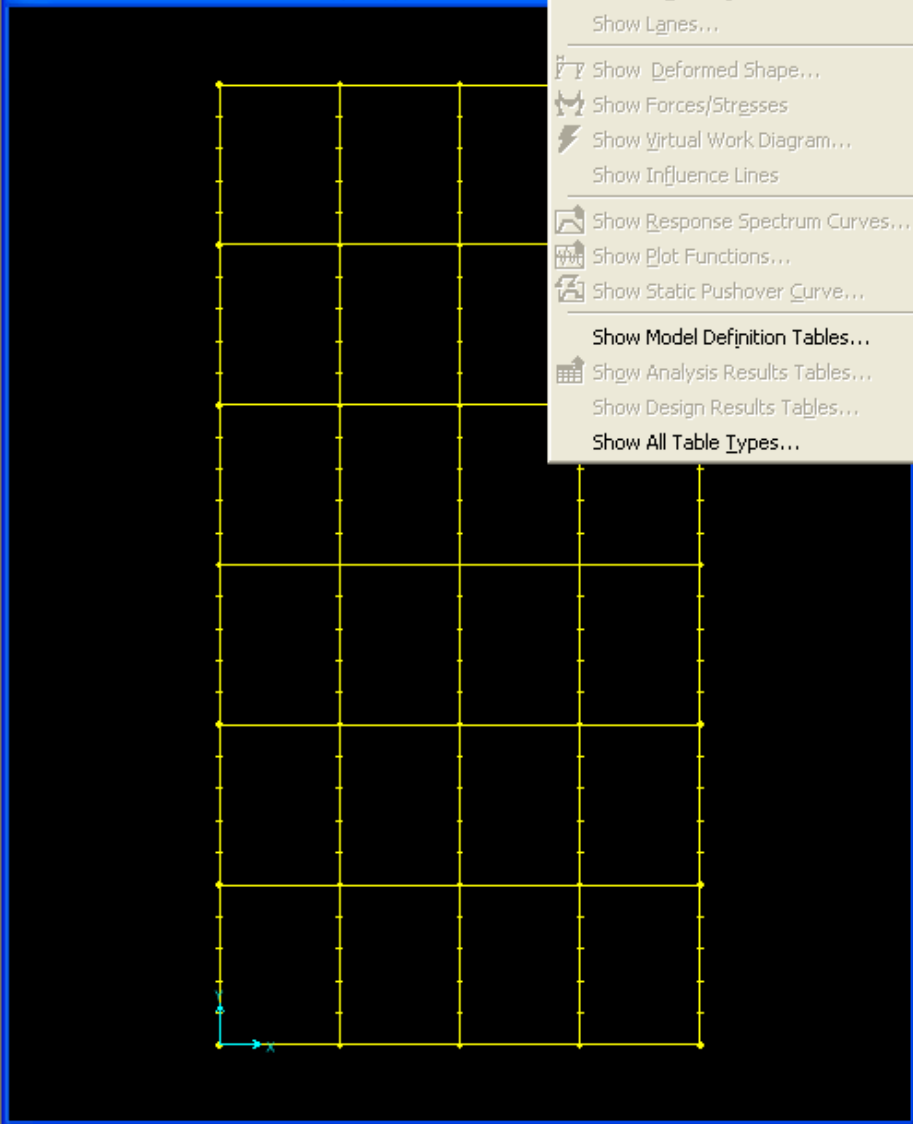 Show Lanes...
Show Deformed Shape...
Show Forces/Stresses
Show Virtual Work Diagram...
Show Influence Lines
Show Response Spectrum Curves...
Show Plot Functions...
Show Static Pushover Curve...
Show Model Definition Tables...
Show Analysis Results Tables...
Show Design Results Tables...
Show All Table Types...
Y
X